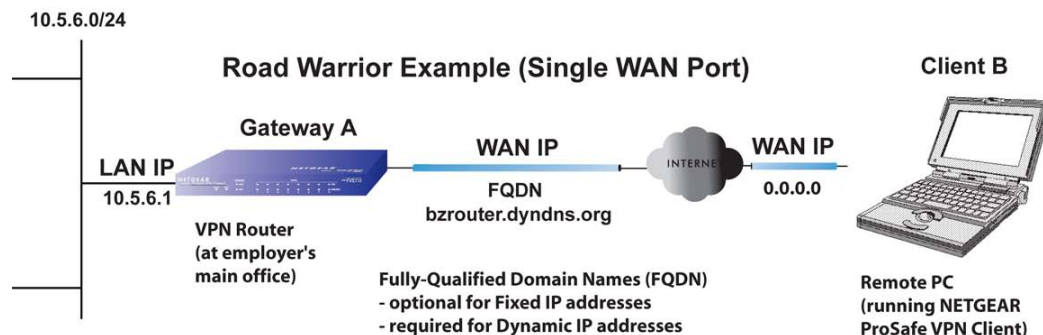 10.5.6.0/24
Road Warrior Example (Single WAN Port)
Client B
Gateway A
LAN IP
10.5.6.1
NETGEAR
WAN IP
FQDN
bzrouter.dyndns.org
INTERNE
WAN IP
0.0.0.0
VPN Router
(at employer's
main office)
Fully-Qualified Domain Names (FQDN)
- optional for Fixed IP addresses
- required for Dynamic IP addresses
Remote PC
(running NETGEAR
ProSafe VPN Client)